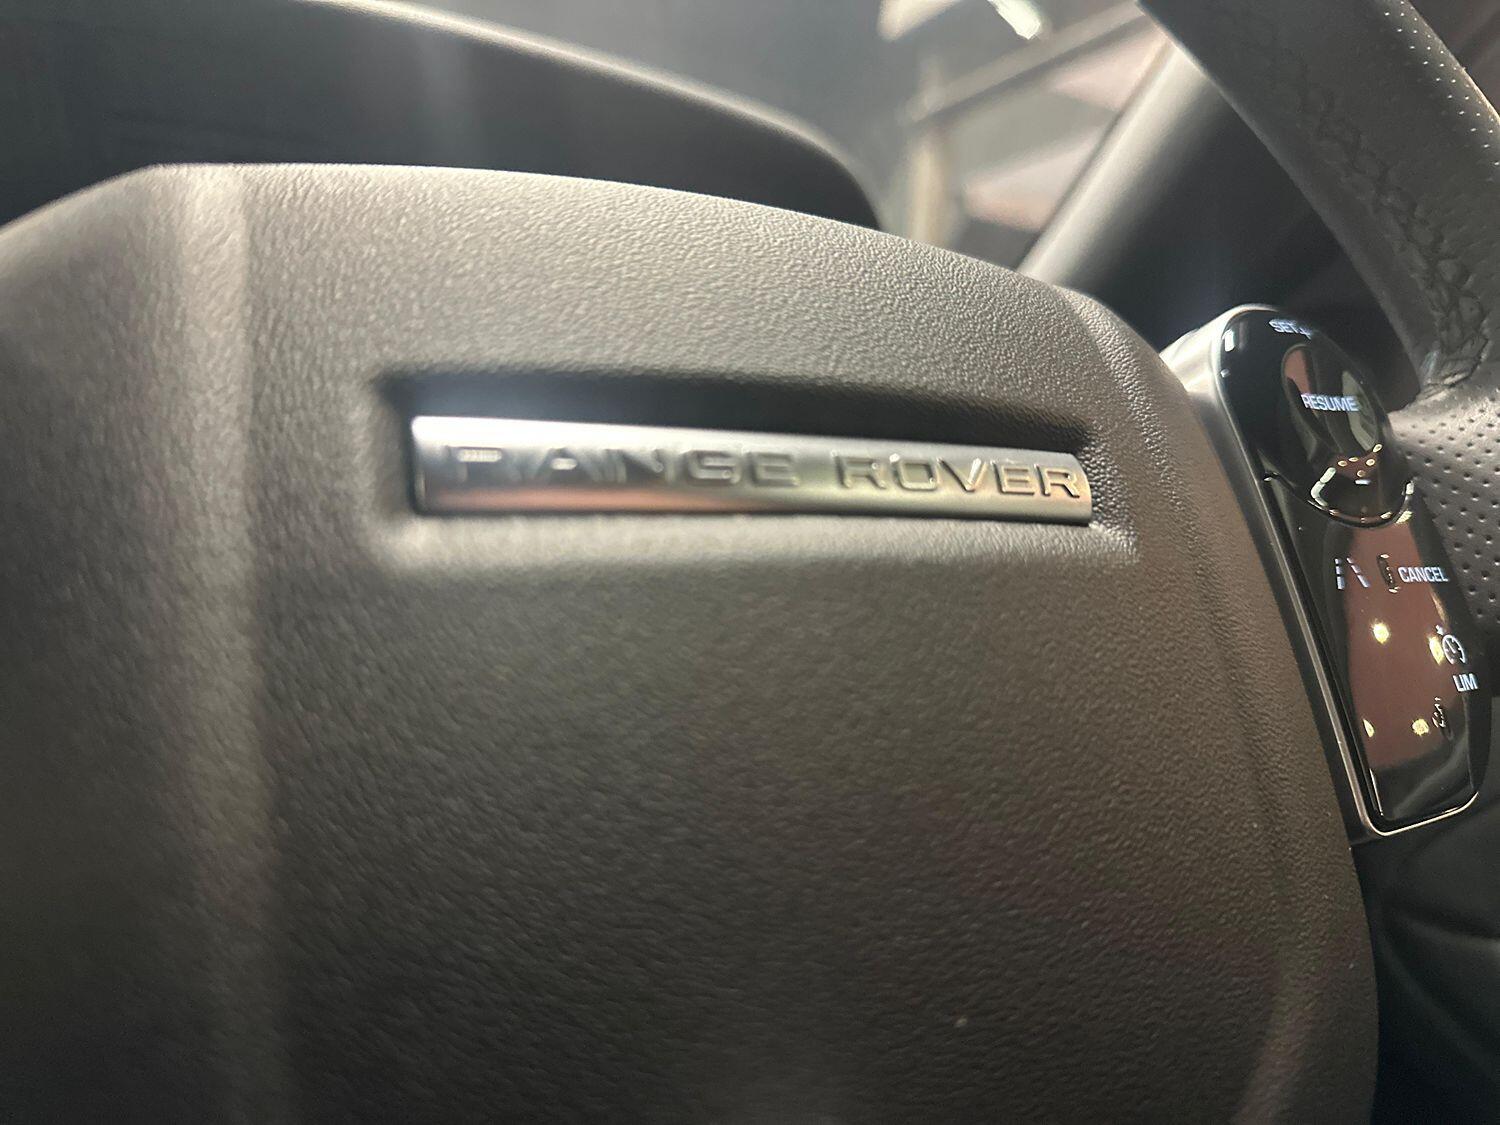 RANGE ROVER
SET +
RESUME
CANCEL
LIM